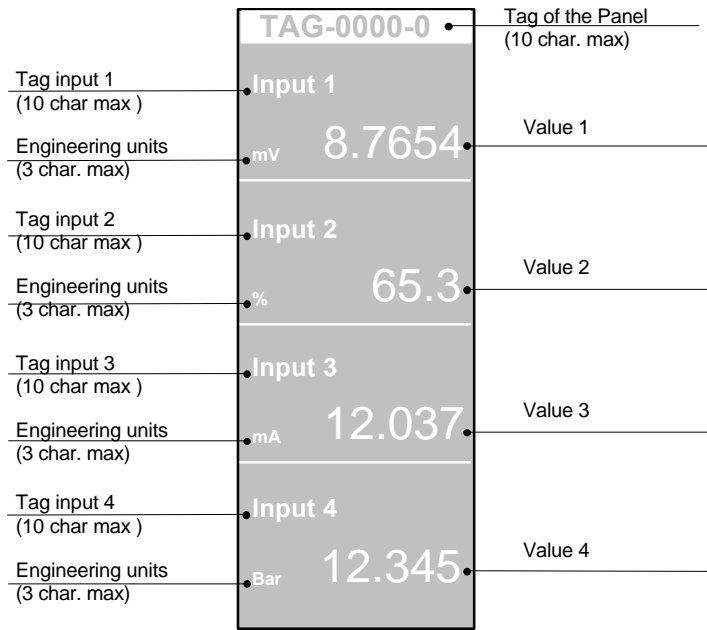 TAG-0000-0
Tag of the Panel
(10 char. max)
Tag input 1
(10 char max )
Input 1
Engineering units
(3 char. max)
mV
8.7654
Value 1
Tag input 2
(10 char max )
Input 2
Engineering units
(3 char. max)
%
65.3
Value 2
Tag input 3
(10 char max )
Input 3
Engineering units
(3 char. max)
mA
12.037
Value 3
Tag input 4
(10 char max )
Input 4
Engineering units
(3 char. max)
Bar
12.345
Value 4